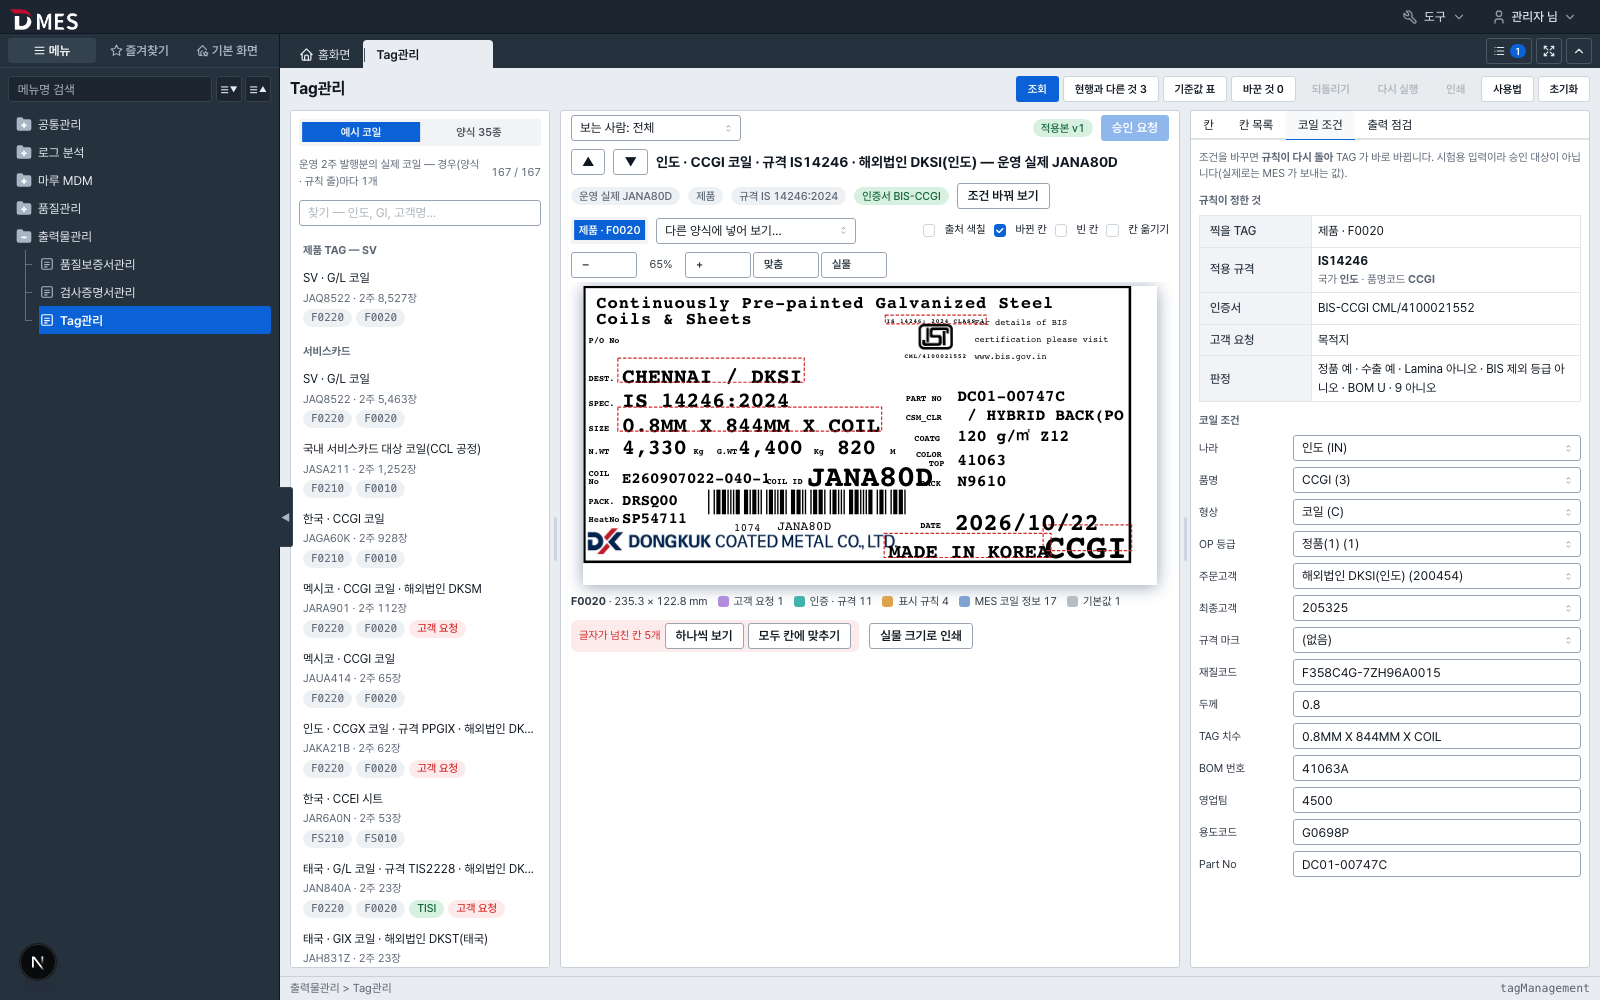 DMES
도구
관리자 님
메뉴
즐겨찾기
기본 화면
홈화면
Tag관리
1
메뉴명 검색
공통관리
로그 분석
마루 MDM
품질관리
출력물관리
품질보증서관리
검사증명서관리
Tag관리
Tag관리
조회
현행과 다른 것 3
기준값 표
바꾼 것 0
되돌리기
다시 실행
인쇄
사용법
초기화
예시 코일
양식 35종
운영 2주 발행분의 실제 코일 — 경우(양식
· 규칙 줄)마다 1개
167 / 167
찾기 — 인도, GI, 고객명...
제품 TAG — SV
SV · G/L 코일
JAQ8522 · 2주 8,527장
F0220 F0020
서비스카드
SV · G/L 코일
JAQ8522 · 2주 5,463장
F0220 F0020
국내 서비스카드 대상 코일(CCL 공정)
JASA211 · 2주 1,252장
F0210 F0010
한국 · CCGI 코일
JAGA60K · 2주 928장
F0210 F0010
멕시코 · CCGI 코일 · 해외법인 DKSM
JARA901 · 2주 112장
F0220 F0020 고객 요청
멕시코 · CCGI 코일
JAUA414 · 2주 65장
F0220 F0020
인도 · CCGX 코일 · 규격 PPGIX · 해외법인 DK...
JAKA21B · 2주 62장
F0220 F0020 고객 요청
한국 · CCEI 시트
JAR6A0N · 2주 53장
FS210 FS010
태국 · G/L 코일 · 규격 TIS2228 · 해외법인 DK...
JAN840A · 2주 23장
F0220 F0020 TISI 고객 요청
태국 · GIX 코일 · 해외법인 DKST(태국)
JAH831Z · 2주 23장
보는 사람: 전체
적용본 v1
승인 요청
▲ ▼ 인도 · CCGI 코일 · 규격 IS14246 · 해외법인 DKSI(인도) — 운영 실제 JANA80D
운영 실제 JANA80D
제품
규격 IS 14246:2024
인증서 BIS-CCGI
조건 바꿔 보기
제품 · F0020
다른 양식에 넣어 보기...
출처 색칠
바뀐 칸
빈 칸
칸 옮기기
− 65% + 맞춤 실물
Continuously Pre-painted Galvanized Steel
Coils & Sheets
For details of BIS
certification please visit
www.bis.gov.in
CML/4100021552
P/O No
DEST. CHENNAI / DKSI
SPEC. IS 14246:2024
SIZE 0.8MM X 844MM X COIL
N.WT 4,330 Kg G.WT 4,400 Kg 820 M
COIL No E260907022-040-1 COIL ID JANA80D
PACK. DRSQ00
HeatNo SP54711
1074 JANA80D
PART NO DC01-00747C
CSM_CLR / HYBRID BACK(PO
COATG 120 g/㎡ Z12
COLOR TOP 41063
N9610
DATE 2026/10/22
DK DONGKUK COATED METAL CO., LTD.
MADE IN KOREA
CCGI
F0020 · 235.3 × 122.8 mm 고객 요청 1 인증 · 규격 11 표시 규칙 4 MES 코일 정보 17 기본값 1
글자가 넘친 칸 5개
하나씩 보기
모두 칸에 맞추기
실물 크기로 인쇄
칸
칸 목록
코일 조건
출력 점검
조건을 바꾸면 규칙이 다시 돌아 TAG 가 바로 바뀝니다. 시험용 입력이라 승인 대상이 아닙
니다(실제로는 MES 가 보내는 값).
규칙이 정한 것
찍을 TAG 제품 · F0020
적용 규격 IS14246
국가 인도 · 품명코드 CCGI
인증서 BIS-CCGI CML/4100021552
고객 요청 목적지
판정 정품 예 · 수출 예 · Lamina 아니오 · BIS 제외 등급 아
니오 · BOM U · 9 아니오
코일 조건
나라 인도 (IN)
품명 CCGI (3)
형상 코일 (C)
OP 등급 정품(1) (1)
주문고객 해외법인 DKSI(인도) (200454)
최종고객 205325
규격 마크 (없음)
재질코드 F358C4G-7ZH96A0015
두께 0.8
TAG 치수 0.8MM X 844MM X COIL
BOM 번호 41063A
영업팀 4500
용도코드 G0698P
Part No DC01-00747C
N
출력물관리 > Tag관리
tagManagement